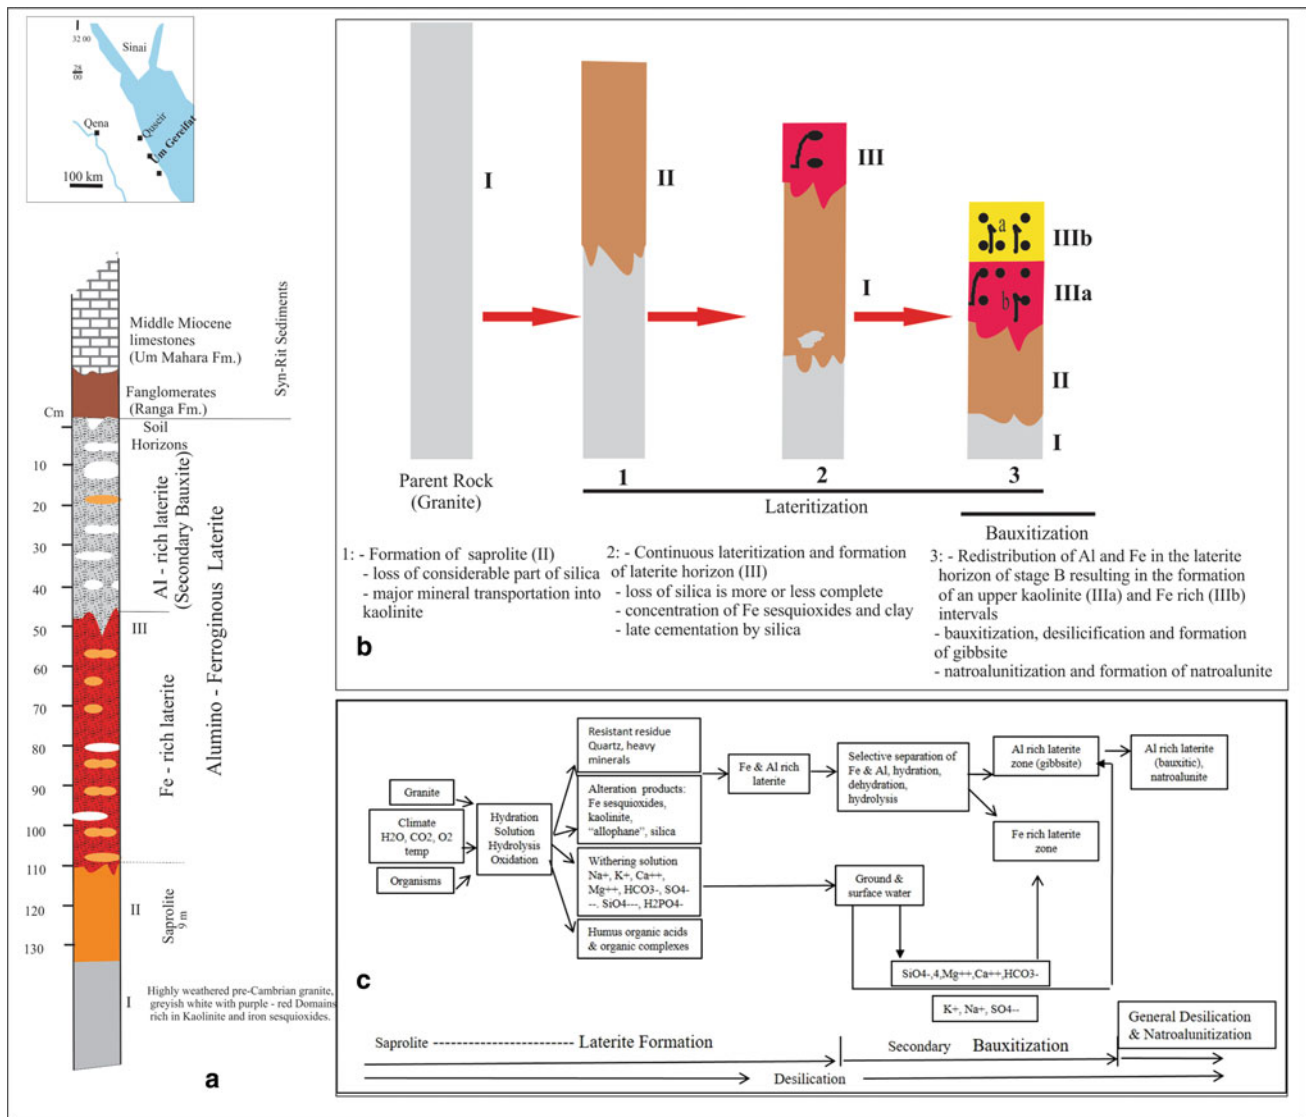 I
32 00
Sinai
28
00
Qena
Quseir
Um Gereifat
100 km
Middle Miocene
limestones
(Um Mahara Fm.)
Syn-Rit Sediments
Fanglomerates
(Ranga Fm.)
Cm
Soil
Horizons
10
20
30
40
50
60
70
80
90
100
110
120
130
Al - rich laterite
(Secondary Bauxite)
Alumino - Ferroginous Laterite
III
Fe - rich laterite
II
Saprolite
9 m
I
Highly weathered pre-Cambrian granite,
greyish white with purple - red Domains
rich in Kaolinite and iron sesquioxides.
a
I
II
III
I
IIIb
IIIa
II
I
a
b
Parent Rock
(Granite)
1
2
3
Lateritization
Bauxitization
1: - Formation of saprolite (II)
- loss of considerable part of silica
- major mineral transportation into
kaolinite
2: - Continuous lateritization and formation
of laterite horizon (III)
- loss of silica is more or less complete
- concentration of Fe sesquioxides and clay
- late cementation by silica
3: - Redistribution of Al and Fe in the laterite
horizon of stage B resulting in the formation
of an upper kaolinite (IIIa) and Fe rich (IIIb)
intervals
- bauxitization, desilicification and formation
of gibbsite
- natroalunitization and formation of natroalunite
b
Granite
Climate
H2O, CO2, O2
temp
Organisms
Hydration
Solution
Hydrolysis
Oxidation
Resistant residue
Quartz, heavy
minerals
Alteration products:
Fe sesquioxides,
kaolinite,
"allophane", silica
Withering solution
Na+, K+, Ca++,
Mg++, HCO3-, SO4-
--. SiO4---, H2PO4-
Humus organic acids
& organic complexes
Fe & Al rich
laterite
Selective separation of
Fe & Al, hydration,
dehydration,
hydrolysis
Al rich laterite
zone (gibbsite)
Al rich laterite
(bauxitic),
natroalunite
Fe rich laterite
zone
Ground &
surface water
SiO4-,4,Mg++,Ca++,HCO3-
K+, Na+, SO4--
General Desilication
& Natroalunitization
c
Saprolite ---------------------- Laterite Formation
Secondary Bauxitization
Desilication